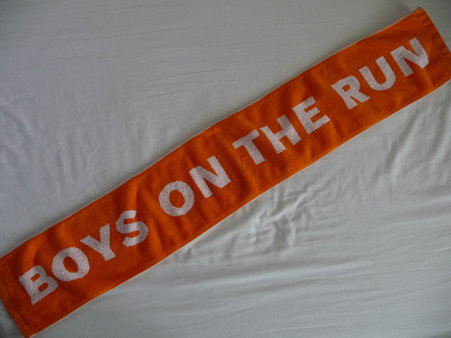 BOYS ON THE RUN